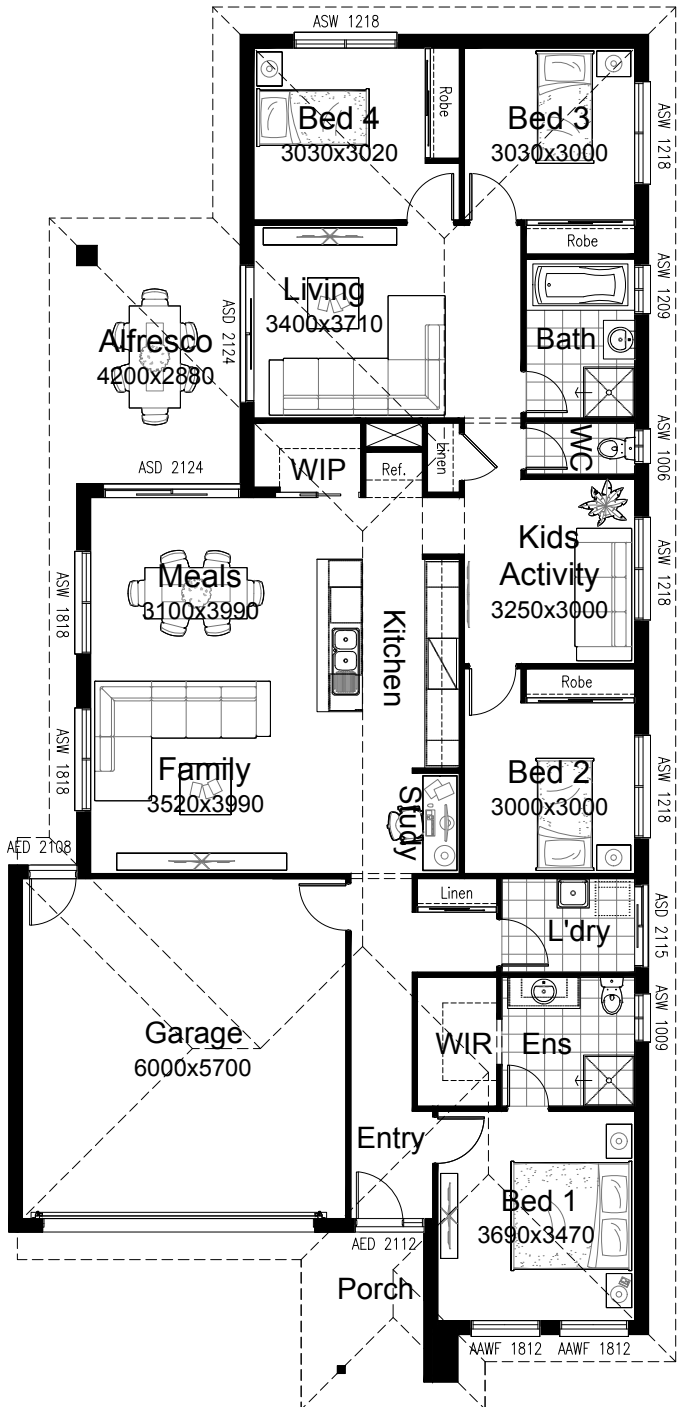 ASW 1218
Bed 4
3030x3020
Robe
Bed 3
3030x3000
ASW 1218
Robe
Living
3400x3710
ASD 2124
Alfresco
4200x2880
ASW 1209
Bath
ASD 2124
WIP
Ref.
Linen
WC
ASW 1006
Meals
3100x3990
ASW 1818
Kitchen
Kids
Activity
3250x3000
ASW 1218
Robe
Family
3520x3990
ASW 1818
Study
Bed 2
3000x3000
ASW 1218
AED 2108
Linen
L'dry
ASD 2115
Garage
6000x5700
WIR
Ens
ASW 1009
Entry
Bed 1
3690x3470
AED 2112
Porch
AAWF 1812
AAWF 1812